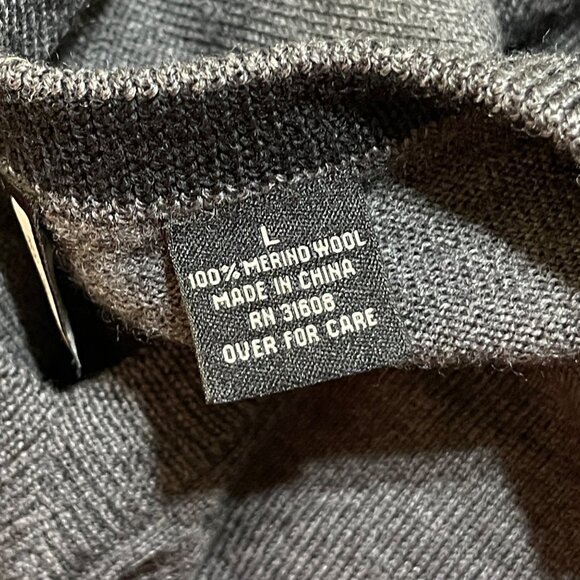 L
100% MERINO WOOL
MADE IN CHINA
RN 31608
OVER FOR CARE